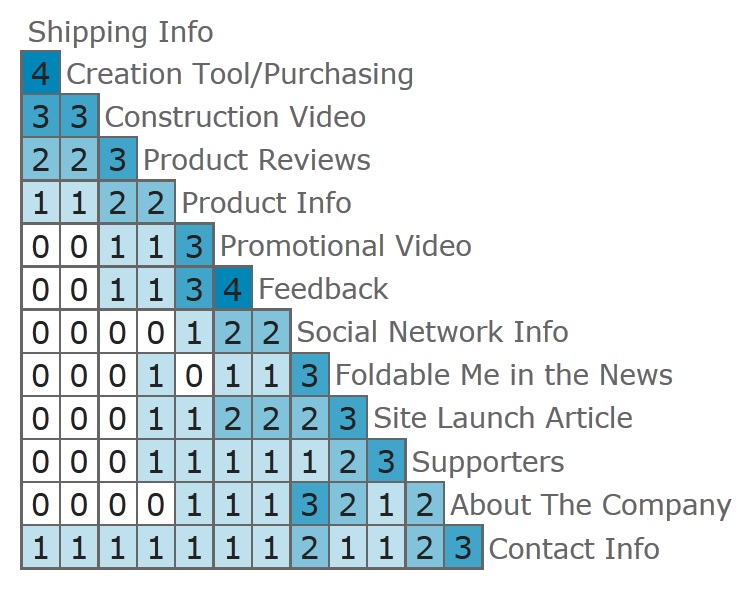 Shipping Info
4 Creation Tool/Purchasing
3 3 Construction Video
2 2 3 Product Reviews
1 1 2 2 Product Info
0 0 1 1 3 Promotional Video
0 0 1 1 3 4 Feedback
0 0 0 0 1 2 2 Social Network Info
0 0 0 1 0 1 1 3 Foldable Me in the News
0 0 0 1 1 2 2 2 3 Site Launch Article
0 0 0 1 1 1 1 1 2 3 Supporters
0 0 0 0 1 1 1 3 2 1 2 About The Company
1 1 1 1 1 1 1 2 1 1 2 3 Contact Info